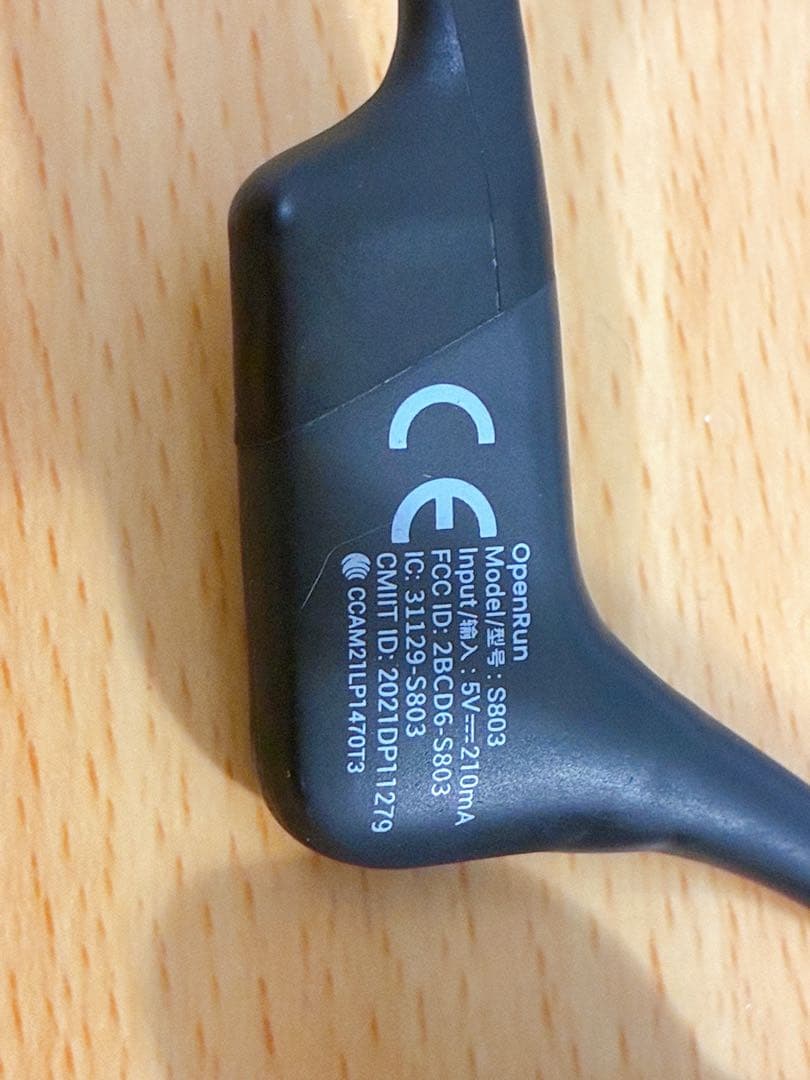 CE
OpenRun
Model/型号 : S803
Input/输入 : 5V⎓210mA
FCC ID: 2BCD6-S803
IC: 31129-S803
CMIIT ID: 2021DP11279
CCAM21LP1470T3